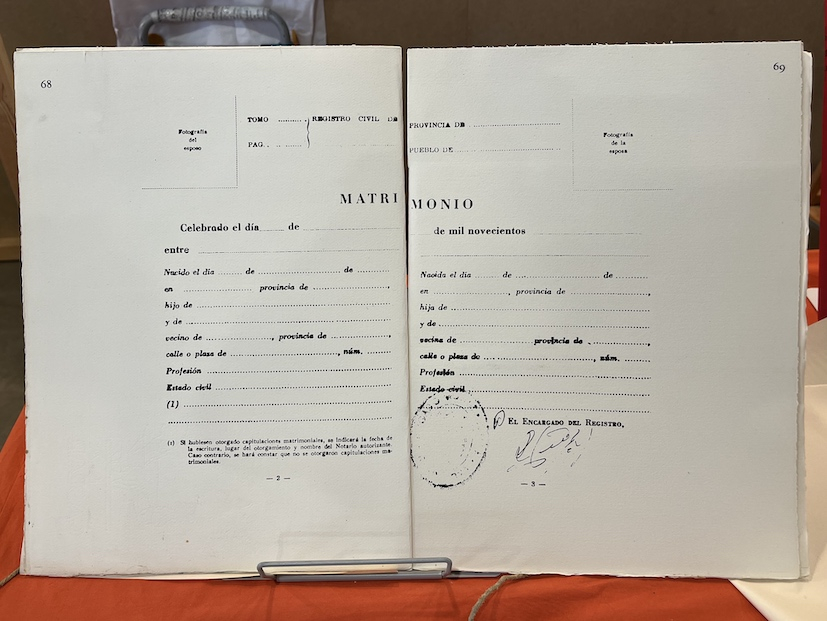 68
Fotografía
del
esposo
TOMO .......... REGISTRO CIVIL DE
PAG. . .. .....
MATRI
Celebrado el día ...... de ..............................
entre ............................................................
Nacido el día ........ de .......................... de ..........
en ........................, provincia de ........................,
hijo de ............................................................
y de ............................................................
vecino de ...................., provincia de ....................,
calle o plaza de ................................, núm. ........
Profesión ............................................................
Estado civil ............................................................
(1) ............................................................
............................................................
(1) Si hubiesen otorgado capitulaciones matrimoniales, se indicará la fecha de
la escritura, lugar del otorgamiento y nombre del Notario autorizante.
Caso contrario, se hará constar que no se otorgaron capitulaciones ma-
trimoniales.
— 2 —
69
PROVINCIA DE ..............................
PUEBLO DE ..............................
Fotografía
de la
esposa
MONIO
de mil novecientos ..............................
............................................................
Nacida el día ........ de .......................... de ..........
en ........................, provincia de ........................,
hija de ............................................................
y de ............................................................
vecina de .................... provincia de ....................,
calle o plaza de ................................, núm. ........
Profesión ............................................................
Estado civil ............................................................
............................................................
EL ENCARGADO DEL REGISTRO,
— 3 —